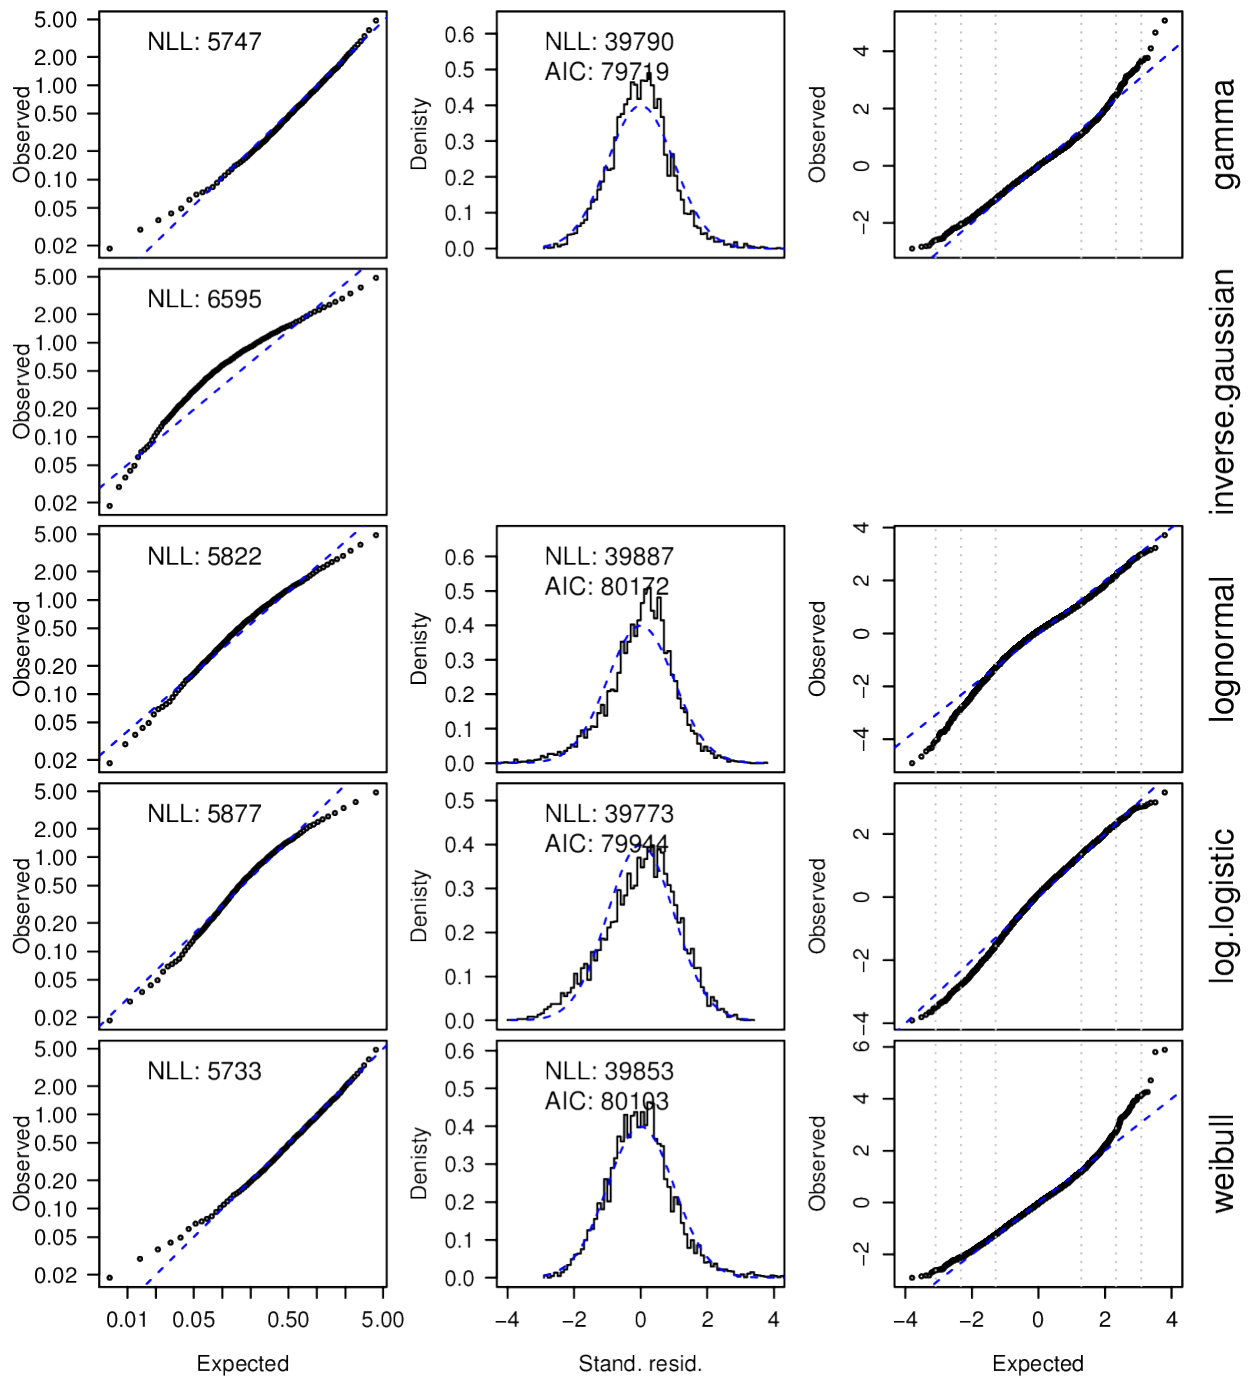 5.00
2.00
1.00
0.50
0.20
0.10
0.05
0.02
Observed
NLL: 5747
0.6
0.5
0.4
0.3
0.2
0.1
0.0
Denisty
NLL: 39790
AIC: 79719
4
2
0
−2
Observed
gamma
5.00
2.00
1.00
0.50
0.20
0.10
0.05
0.02
Observed
NLL: 6595
inverse.gaussian
5.00
2.00
1.00
0.50
0.20
0.10
0.05
0.02
Observed
NLL: 5822
0.6
0.5
0.4
0.3
0.2
0.1
0.0
Denisty
NLL: 39887
AIC: 80172
4
2
0
−2
−4
Observed
lognormal
5.00
2.00
1.00
0.50
0.20
0.10
0.05
0.02
Observed
NLL: 5877
0.5
0.4
0.3
0.2
0.1
0.0
Denisty
NLL: 39773
AIC: 79944
2
0
−2
−4
Observed
log.logistic
5.00
2.00
1.00
0.50
0.20
0.10
0.05
0.02
Observed
NLL: 5733
0.6
0.5
0.4
0.3
0.2
0.1
0.0
Denisty
NLL: 39853
AIC: 80103
6
4
2
0
−2
Observed
weibull
0.01 0.05 0.50 5.00
Expected
−4 −2 0 2 4
Stand. resid.
−4 −2 0 2 4
Expected